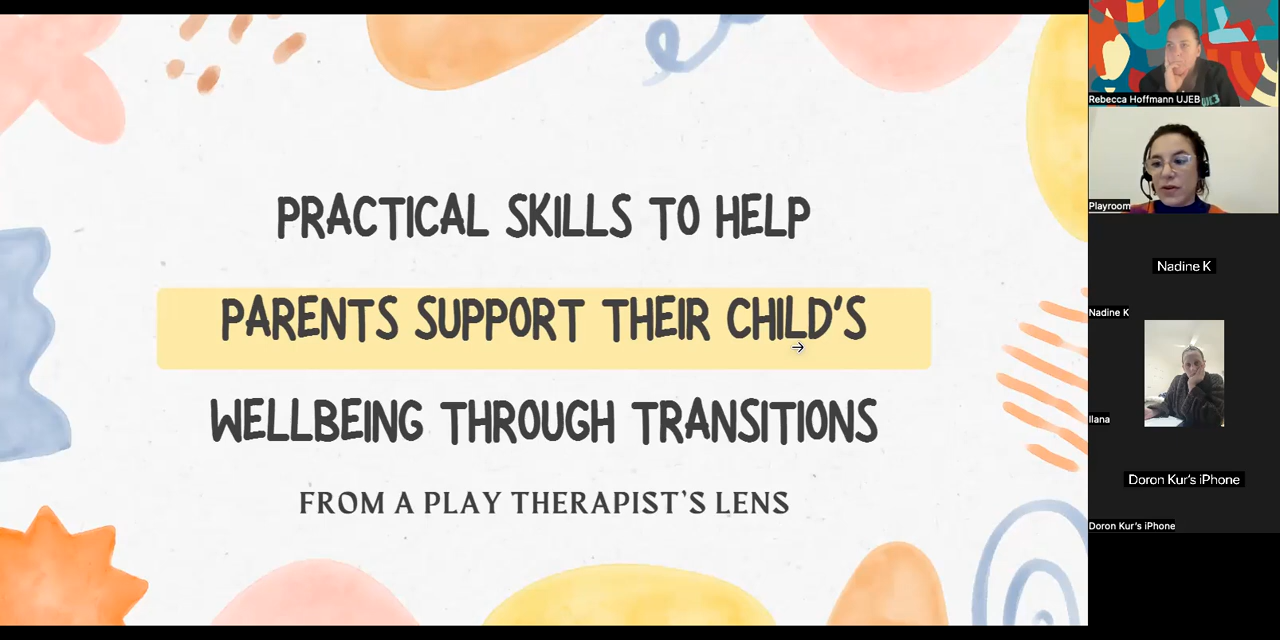 PRACTICAL SKILLS TO HELP
PARENTS SUPPORT THEIR CHILD'S
WELLBEING THROUGH TRANSITIONS
FROM A PLAY THERAPIST'S LENS
Rebecca Hoffmann UJEB
Playroom
Nadine K
Nadine K
Ilana
Doron Kur's iPhone
Doron Kur's iPhone